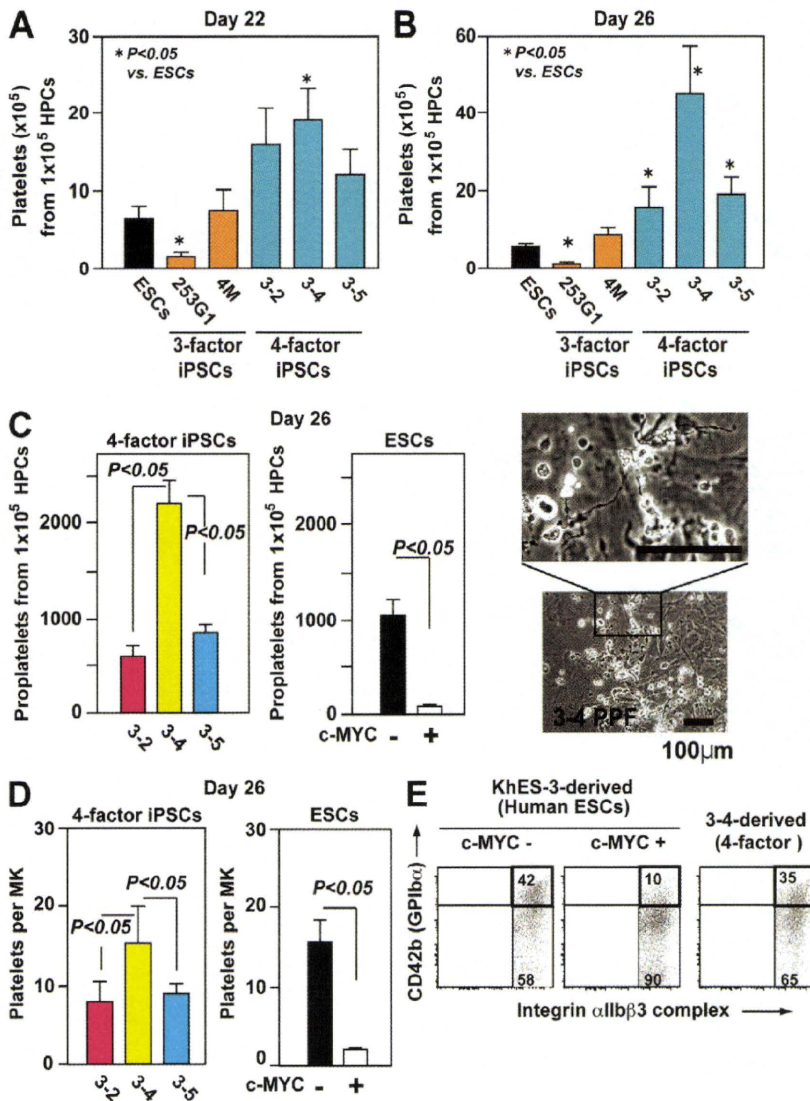 A
Day 22
* P<0.05
vs. ESCs
Platelets (x10⁵)
from 1x10⁵ HPCs
30
20
10
0
ESCs
253G1
4M
3-2
3-4
3-5
3-factor
iPSCs
4-factor
iPSCs
*
*
B
Day 26
* P<0.05
vs. ESCs
Platelets (x10⁵)
from 1x10⁵ HPCs
60
40
20
0
ESCs
253G1
4M
3-2
3-4
3-5
3-factor
iPSCs
4-factor
iPSCs
*
*
*
*
C
Day 26
4-factor iPSCs
P<0.05
P<0.05
Proplatelets from 1x10⁵ HPCs
2000
1000
0
3-2
3-4
3-5
ESCs
P<0.05
Proplatelets from 1x10⁵ HPCs
2000
1000
0
c-MYC - +
3-4 PPF
100μm
D
Day 26
4-factor iPSCs
P<0.05
P<0.05
Platelets per MK
30
20
10
0
3-2
3-4
3-5
ESCs
P<0.05
Platelets per MK
30
20
10
0
c-MYC - +
E
KhES-3-derived
(Human ESCs)
c-MYC -
c-MYC +
3-4-derived
(4-factor )
CD42b (GPIbα)
42
58
10
90
35
65
Integrin αIIbβ3 complex